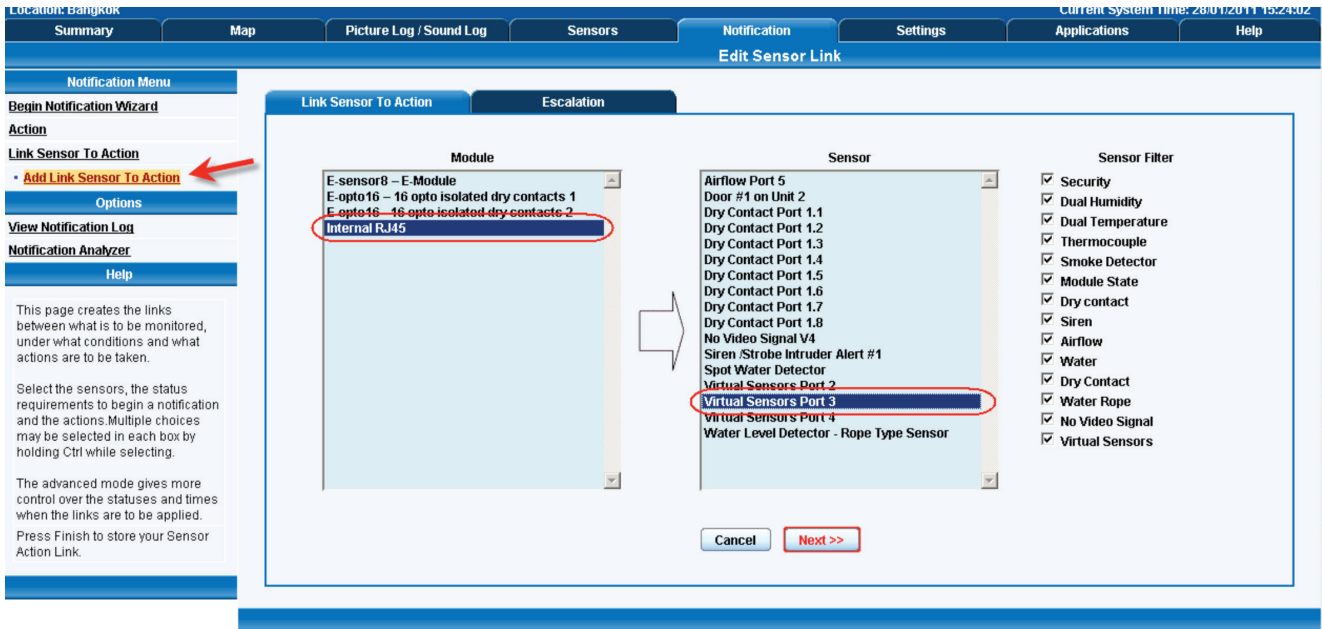 Location: Bangkok
Current System Time: 28/01/2011 15:24:02
Summary
Map
Picture Log / Sound Log
Sensors
Notification
Settings
Applications
Help
Edit Sensor Link
Notification Menu
Begin Notification Wizard
Action
Link Sensor To Action
Add Link Sensor To Action
Options
View Notification Log
Notification Analyzer
Help
This page creates the links
between what is to be monitored,
under what conditions and what
actions are to be taken.
Select the sensors, the status
requirements to begin a notification
and the actions.Multiple choices
may be selected in each box by
holding Ctrl while selecting.
The advanced mode gives more
control over the statuses and times
when the links are to be applied.
Press Finish to store your Sensor
Action Link.
Link Sensor To Action
Escalation
Module
E-sensor8 – E-Module
E-opto16 – 16 opto isolated dry contacts 1
E-opto16 – 16 opto isolated dry contacts 2
Internal RJ45
Sensor
Airflow Port 5
Door #1 on Unit 2
Dry Contact Port 1.1
Dry Contact Port 1.2
Dry Contact Port 1.3
Dry Contact Port 1.4
Dry Contact Port 1.5
Dry Contact Port 1.6
Dry Contact Port 1.7
Dry Contact Port 1.8
No Video Signal V4
Siren /Strobe Intruder Alert #1
Spot Water Detector
Virtual Sensors Port 2
Virtual Sensors Port 3
Virtual Sensors Port 4
Water Level Detector - Rope Type Sensor
Sensor Filter
Security
Dual Humidity
Dual Temperature
Thermocouple
Smoke Detector
Module State
Dry contact
Siren
Airflow
Water
Dry Contact
Water Rope
No Video Signal
Virtual Sensors
Cancel
Next >>